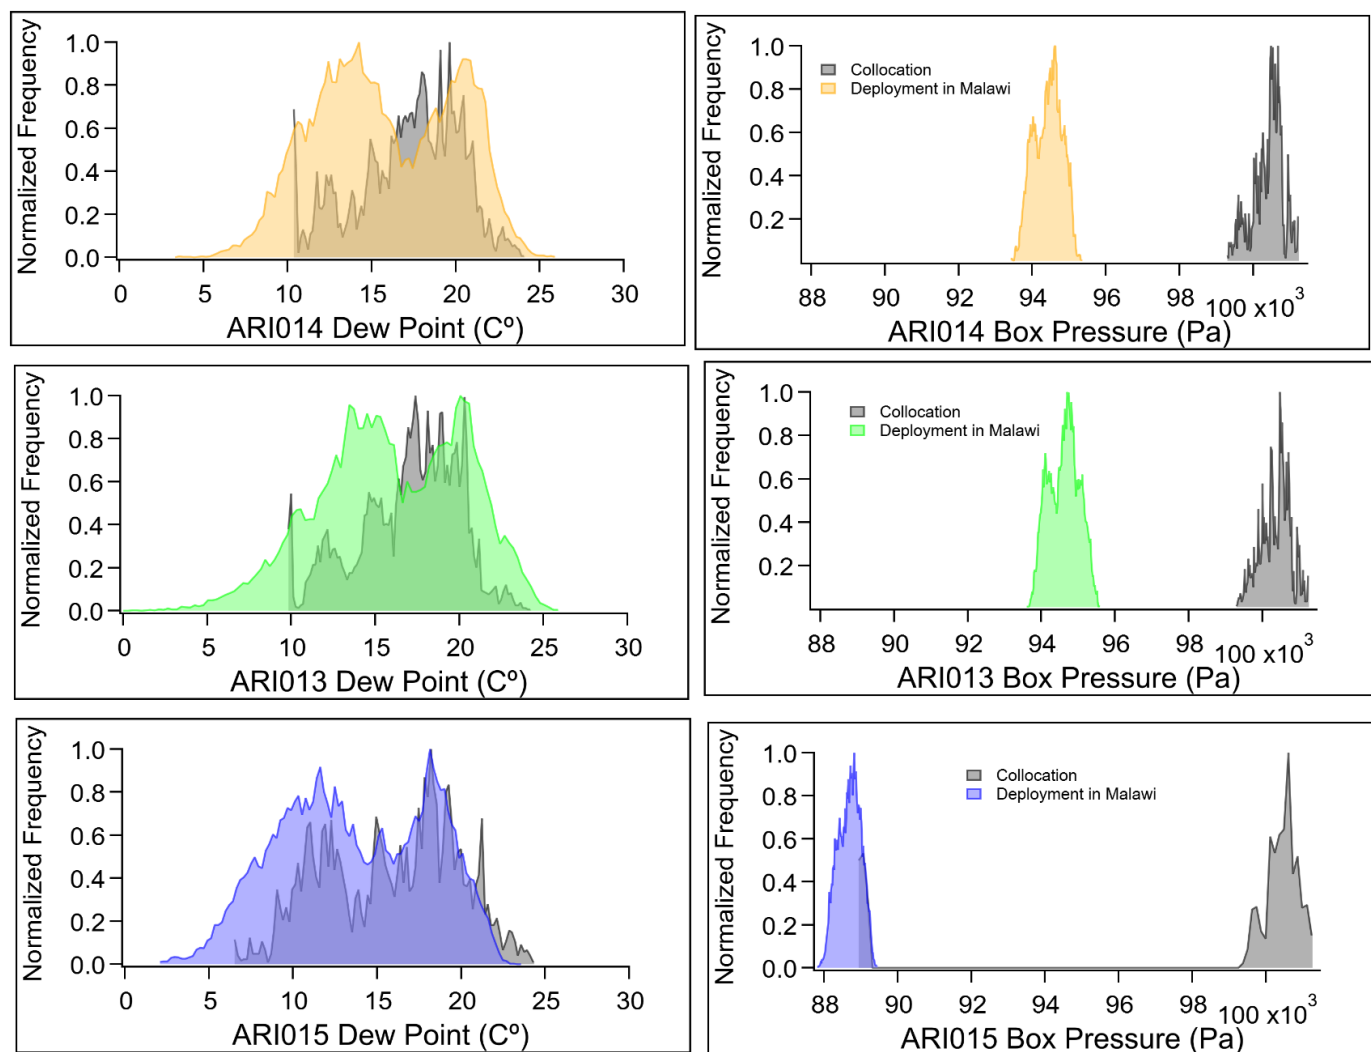 Normalized Frequency
1.0
0.8
0.6
0.4
0.2
0.0
0 5 10 15 20 25 30
ARI014 Dew Point (Cº)
Normalized Frequency
1.0
0.8
0.6
0.4
0.2
Collocation
Deployment in Malawi
88 90 92 94 96 98 100 x10³
ARI014 Box Pressure (Pa)
Normalized Frequency
1.0
0.8
0.6
0.4
0.2
0.0
0 5 10 15 20 25 30
ARI013 Dew Point (Cº)
Normalized Frequency
1.0
0.8
0.6
0.4
0.2
Collocation
Deployment in Malawi
88 90 92 94 96 98 100 x10³
ARI013 Box Pressure (Pa)
Normalized Frequency
1.0
0.8
0.6
0.4
0.2
0.0
0 5 10 15 20 25 30
ARI015 Dew Point (Cº)
Normalized Frequency
1.0
0.8
0.6
0.4
0.2
0.0
Collocation
Deployment in Malawi
88 90 92 94 96 98 100 x10³
ARI015 Box Pressure (Pa)